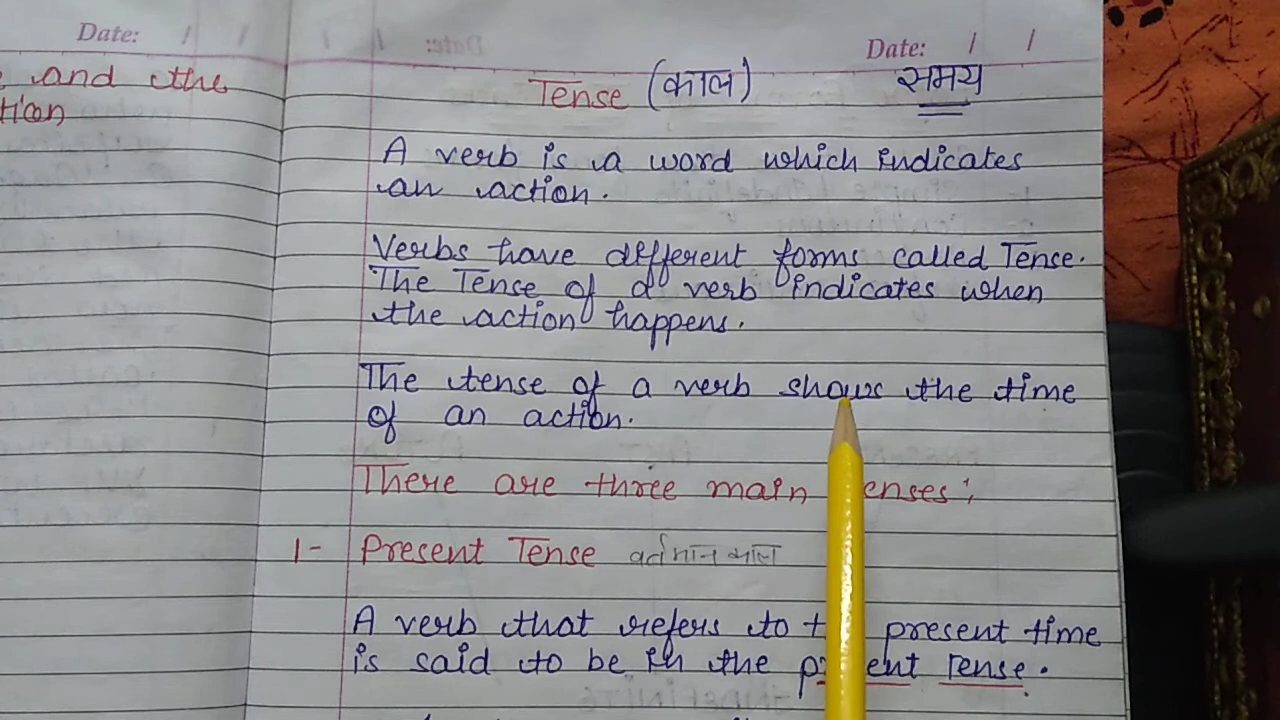 Date: / /
and the
tion
Date: / /
Tense (काल) समय
A verb is a word which indicates
an action.
Verbs have different forms called Tense.
The Tense of a verb indicates when
the action happens.
The tense of a verb shows the time
of an action.
There are three main enses:
1- Present Tense वर्तमान काल
A verb that refers to t present time
is said to be in the p ent Tense.